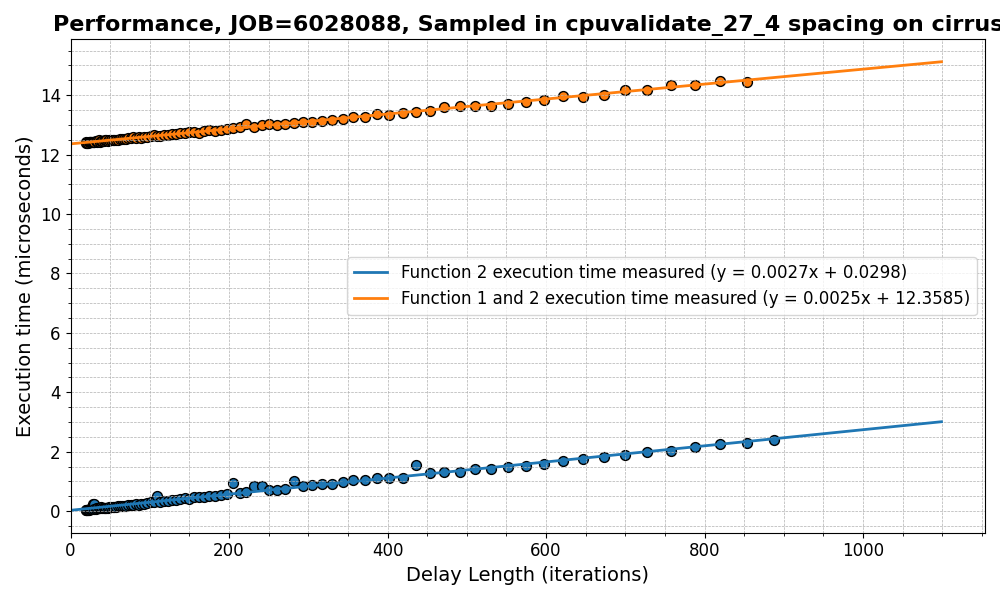 Performance, JOB=6028088, Sampled in cpuvalidate_27_4 spacing on cirrus
Execution time (microseconds)
14
12
10
8
6
4
2
0
Function 2 execution time measured (y = 0.0027x + 0.0298)
Function 1 and 2 execution time measured (y = 0.0025x + 12.3585)
0 200 400 600 800 1000
Delay Length (iterations)